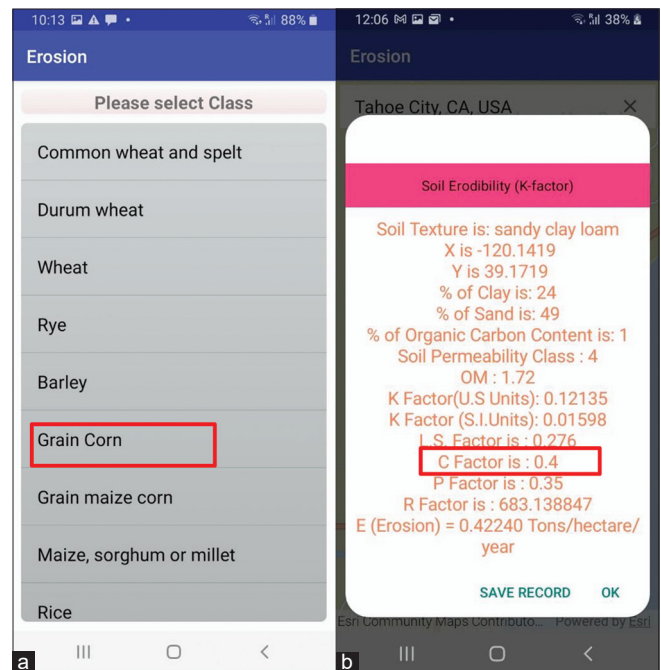 10:13 88%
Erosion
Please select Class
Common wheat and spelt
Durum wheat
Wheat
Rye
Barley
Grain Corn
Grain maize corn
Maize, sorghum or millet
Rice
a
12:06 38%
Erosion
Tahoe City, CA, USA
Soil Erodibility (K-factor)
Soil Texture is: sandy clay loam
X is -120.1419
Y is 39.1719
% of Clay is: 24
% of Sand is: 49
% of Organic Carbon Content is: 1
Soil Permeability Class : 4
OM : 1.72
K Factor(U.S Units): 0.12135
K Factor (S.I.Units): 0.01598
L.S. Factor is : 0.276
C Factor is : 0.4
P Factor is : 0.35
R Factor is : 683.138847
E (Erosion) = 0.42240 Tons/hectare/
year
SAVE RECORD OK
Esri Community Maps Contributo... Powered by Esri
b